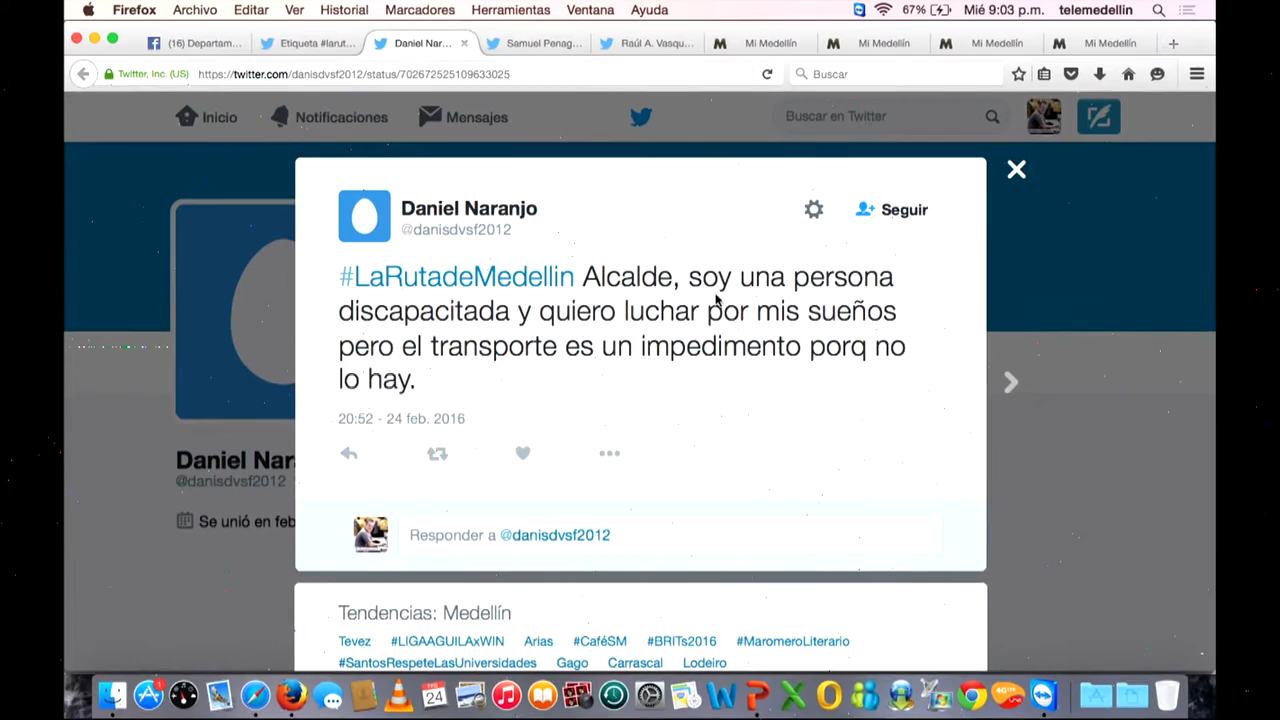 Firefox Archivo Editar Ver Historial Marcadores Herramientas Ventana Ayuda 67% Mié 9:03 p.m. telemedellin
(16) Departam... Etiqueta #larut... Daniel Nar... Samuel Penag... Raúl A. Vasqu... Mi Medellín Mi Medellín Mi Medellín Mi Medellín
Twitter, Inc. (US) https://twitter.com/danisdvsf2012/status/702672525109633025 Buscar
Inicio Notificaciones Mensajes Buscar en Twitter
Daniel Naranjo
@danisdvsf2012
Seguir
#LaRutadeMedellin Alcalde, soy una persona
discapacitada y quiero luchar por mis sueños
pero el transporte es un impedimento porq no
lo hay.
20:52 - 24 feb. 2016
Daniel Nar
@danisdvsf2012
Se unió en feb
Responder a @danisdvsf2012
Tendencias: Medellín
Tevez #LIGAAGUILAxWIN Arias #CaféSM #BRITs2016 #MaromeroLiterario
#SantosRespeteLasUniversidades Gago Carrascal Lodeiro
1
24